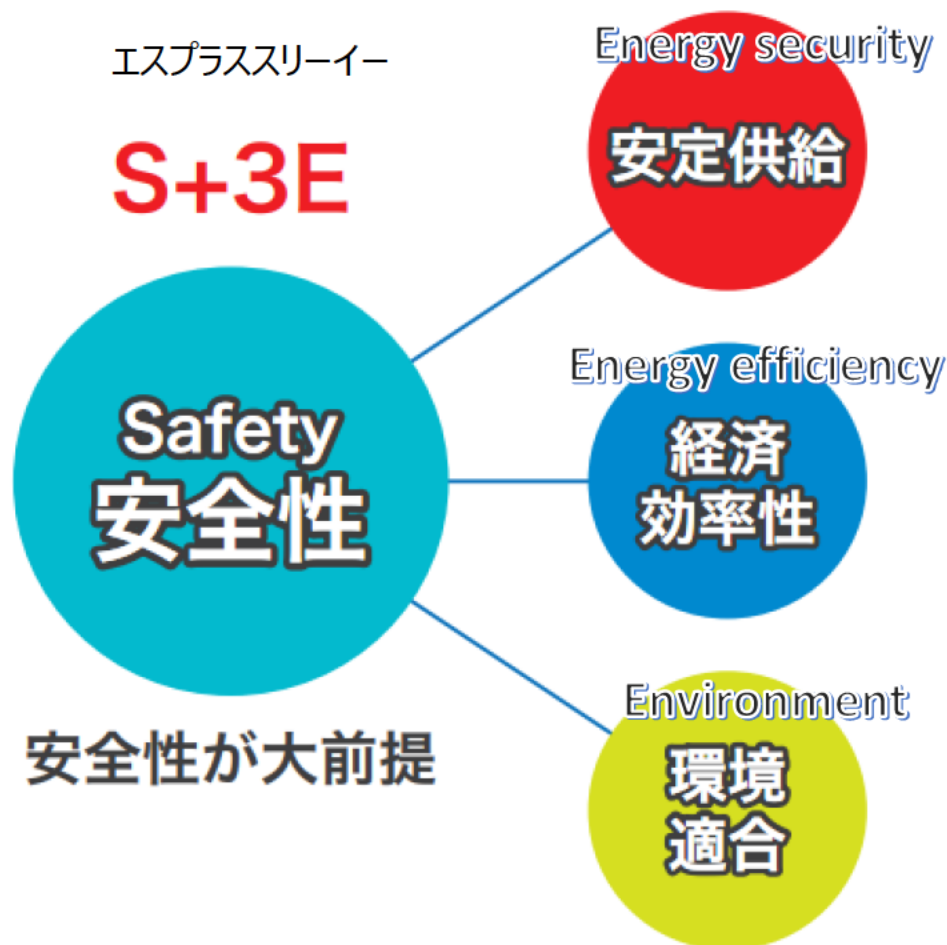 エスプラススリーイー
S+3E
Safety
安全性
安全性が大前提
Energy security
安定供給
Energy efficiency
経済
効率性
Environment
環境
適合